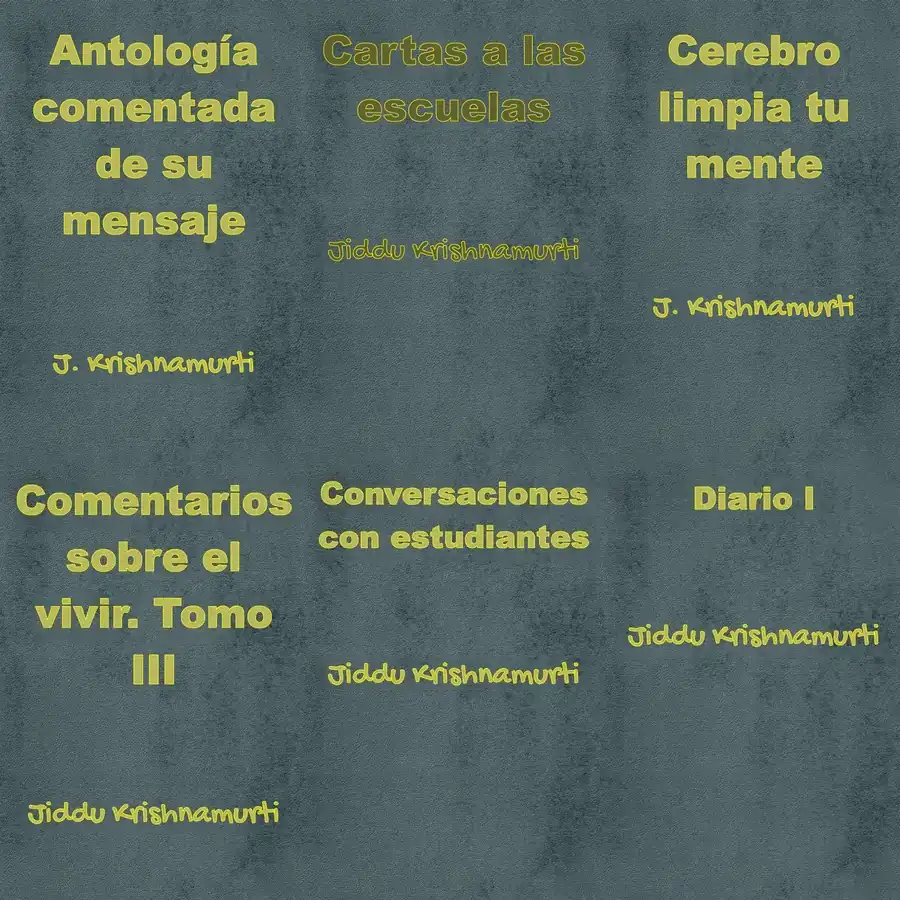 Antología
comentada
de su
mensaje
J. Krishnamurti
Cartas a las
escuelas
Jiddu Krishnamurti
Cerebro
limpia tu
mente
J. Krishnamurti
Comentarios
sobre el
vivir. Tomo
III
Jiddu Krishnamurti
Conversaciones
con estudiantes
Jiddu Krishnamurti
Diario I
Jiddu Krishnamurti